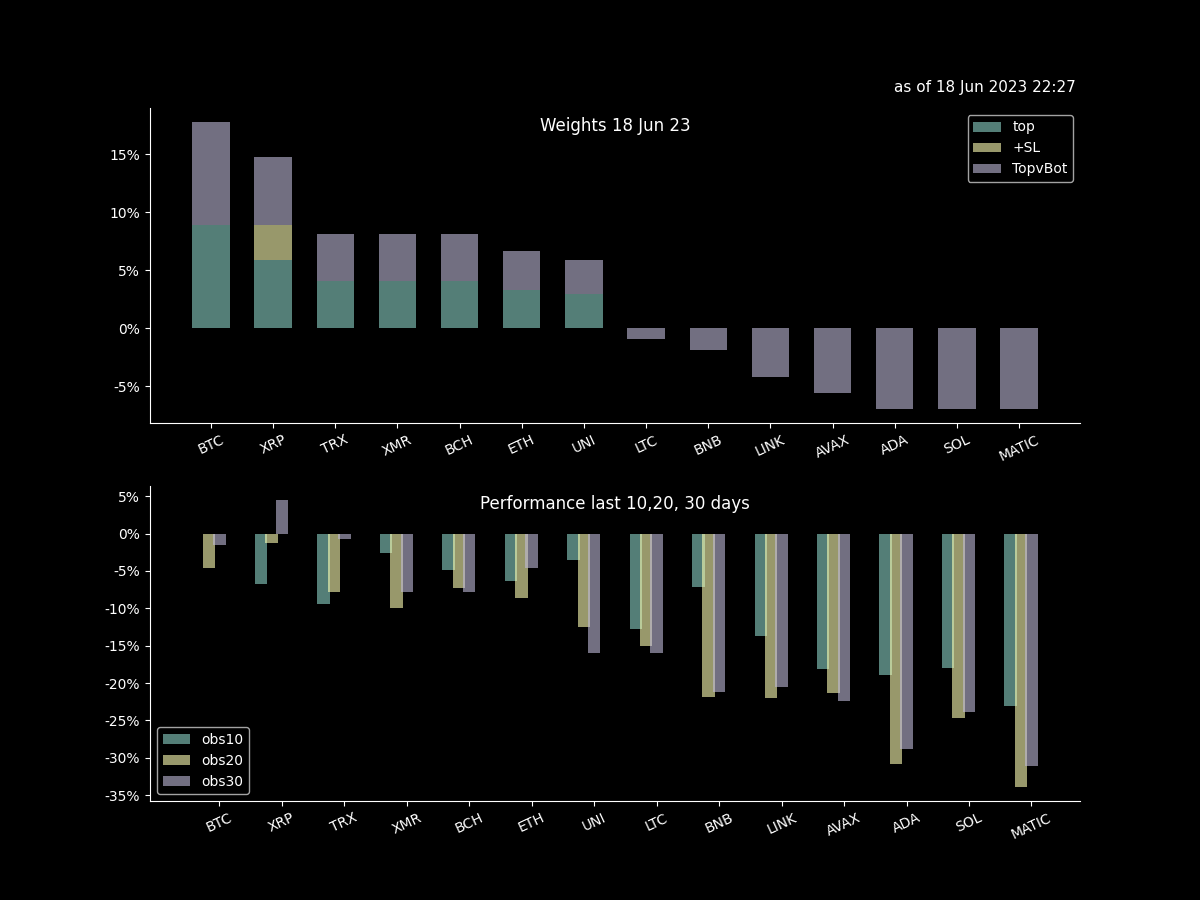 as of 18 Jun 2023 22:27
Weights 18 Jun 23
top
+SL
TopvBot
15%
10%
5%
0%
-5%
BTC XRP TRX XMR BCH ETH UNI LTC BNB LINK AVAX ADA SOL MATIC
Performance last 10,20, 30 days
5%
0%
-5%
-10%
-15%
-20%
-25%
-30%
-35%
obs10
obs20
obs30
BTC XRP TRX XMR BCH ETH UNI LTC BNB LINK AVAX ADA SOL MATIC